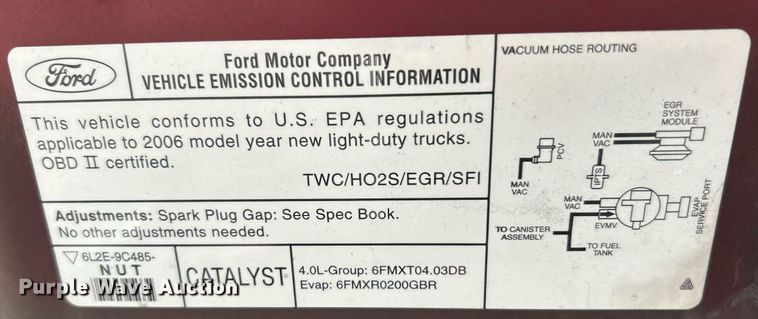 Ford
Ford Motor Company
VEHICLE EMISSION CONTROL INFORMATION
This vehicle conforms to U.S. EPA regulations
applicable to 2006 model year new light-duty trucks.
OBD II certified.
TWC/HO2S/EGR/SFI
Adjustments: Spark Plug Gap: See Spec Book.
No other adjustments needed.
6L2E-9C485-
NUT
CATALYST
4.0L-Group: 6FMXT04.03DB
Evap: 6FMXR0200GBR
VACUUM HOSE ROUTING
EGR
SYSTEM
MODULE
MAN
VAC
PCV
MAN
VAC
IPTS
MAN
VAC
EVMV
EVAP
SERVICE PORT
TO CANISTER
ASSEMBLY
TO FUEL
TANK
Purple Wave Auction